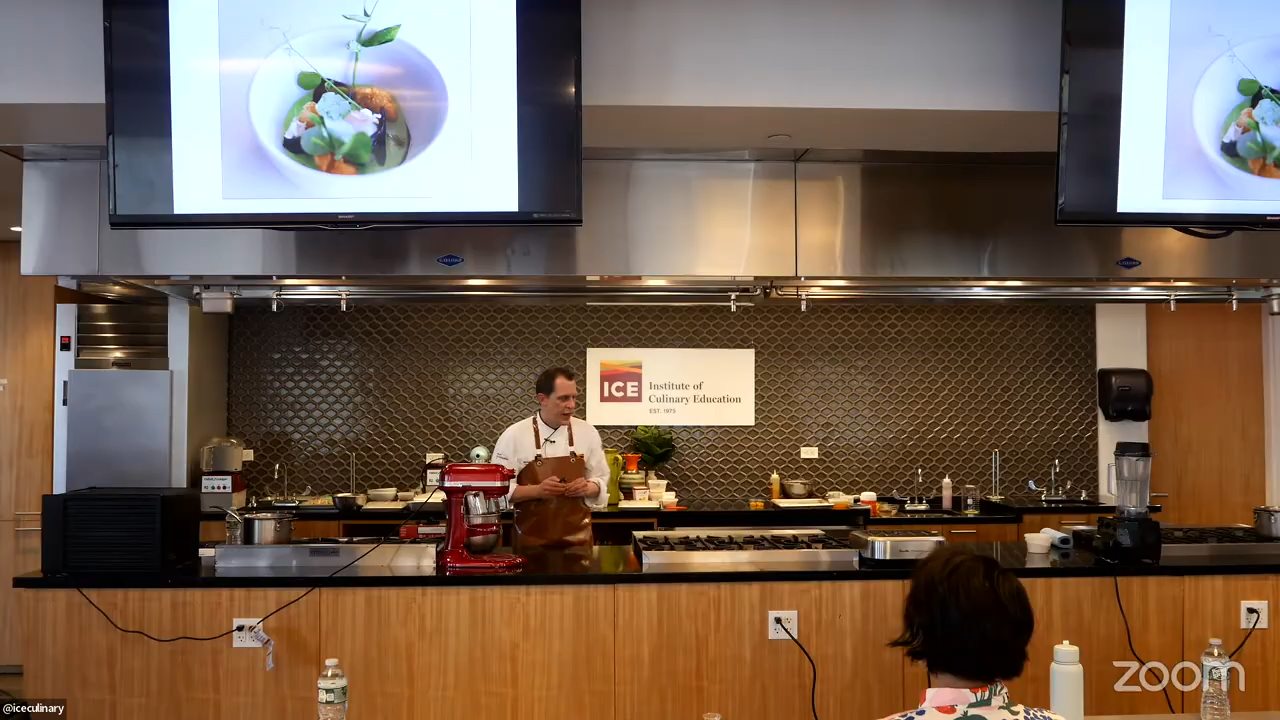 ICE
Institute of
Culinary Education
EST. 1975
zoom
@iceculinary